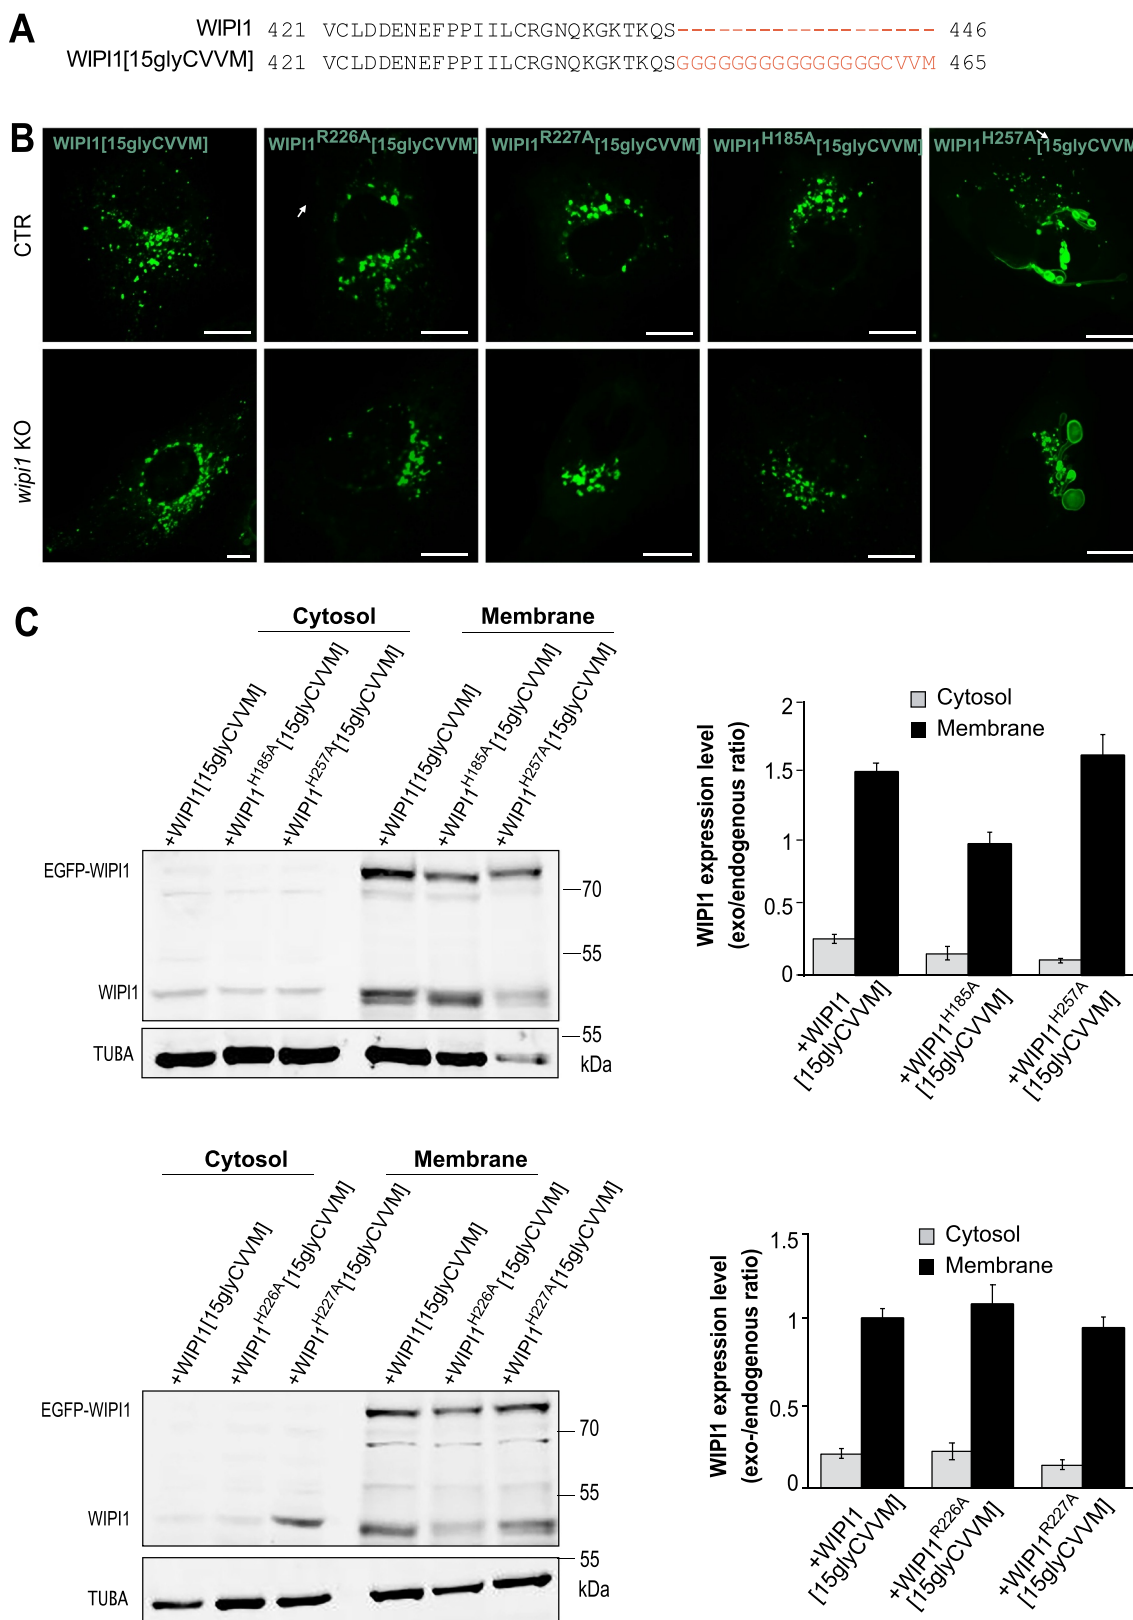 A
WIPI1 421 VCLDDENEFPPIILCRGNQKGKTKQS------------------- 446
WIPI1[15glyCVVM] 421 VCLDDENEFPPIILCRGNQKGKTKQSGGGGGGGGGGGGGGGCVVM 465
B
WIPI1[15glyCVVM] WIPI1R226A[15glyCVVM] WIPI1R227A[15glyCVVM] WIPI1H185A[15glyCVVM] WIPI1H257A[15glyCVVM
CTR
wipi1 KO
C
Cytosol Membrane
+WIPI1[15glyCVVM]
+WIPI1H185A[15glyCVVM]
+WIPI1H257A[15glyCVVM]
+WIPI1[15glyCVVM]
+WIPI1H185A[15glyCVVM]
+WIPI1H257A[15glyCVVM]
EGFP-WIPI1
70
55
WIPI1
55
TUBA
kDa
WIPI1 expression level
(exo/endogenous ratio)
2
1.5
1
0.5
0
Cytosol
Membrane
+WIPI1
[15glyCVVM]
+WIPI1H185A
[15glyCVVM]
+WIPI1H257A
[15glyCVVM]
Cytosol Membrane
+WIPI1[15glyCVVM]
+WIPI1H226A[15glyCVVM]
+WIPI1H227A[15glyCVVM]
+WIPI1[15glyCVVM]
+WIPI1H226A[15glyCVVM]
+WIPI1H227A[15glyCVVM]
EGFP-WIPI1
70
55
WIPI1
55
TUBA
kDa
WIPI1 expression level
(exo-/endogenous ratio)
1.5
1
0.5
0
Cytosol
Membrane
+WIPI1
[15glyCVVM]
+WIPI1R226A
[15glyCVVM]
+WIPI1R227A
[15glyCVVM]